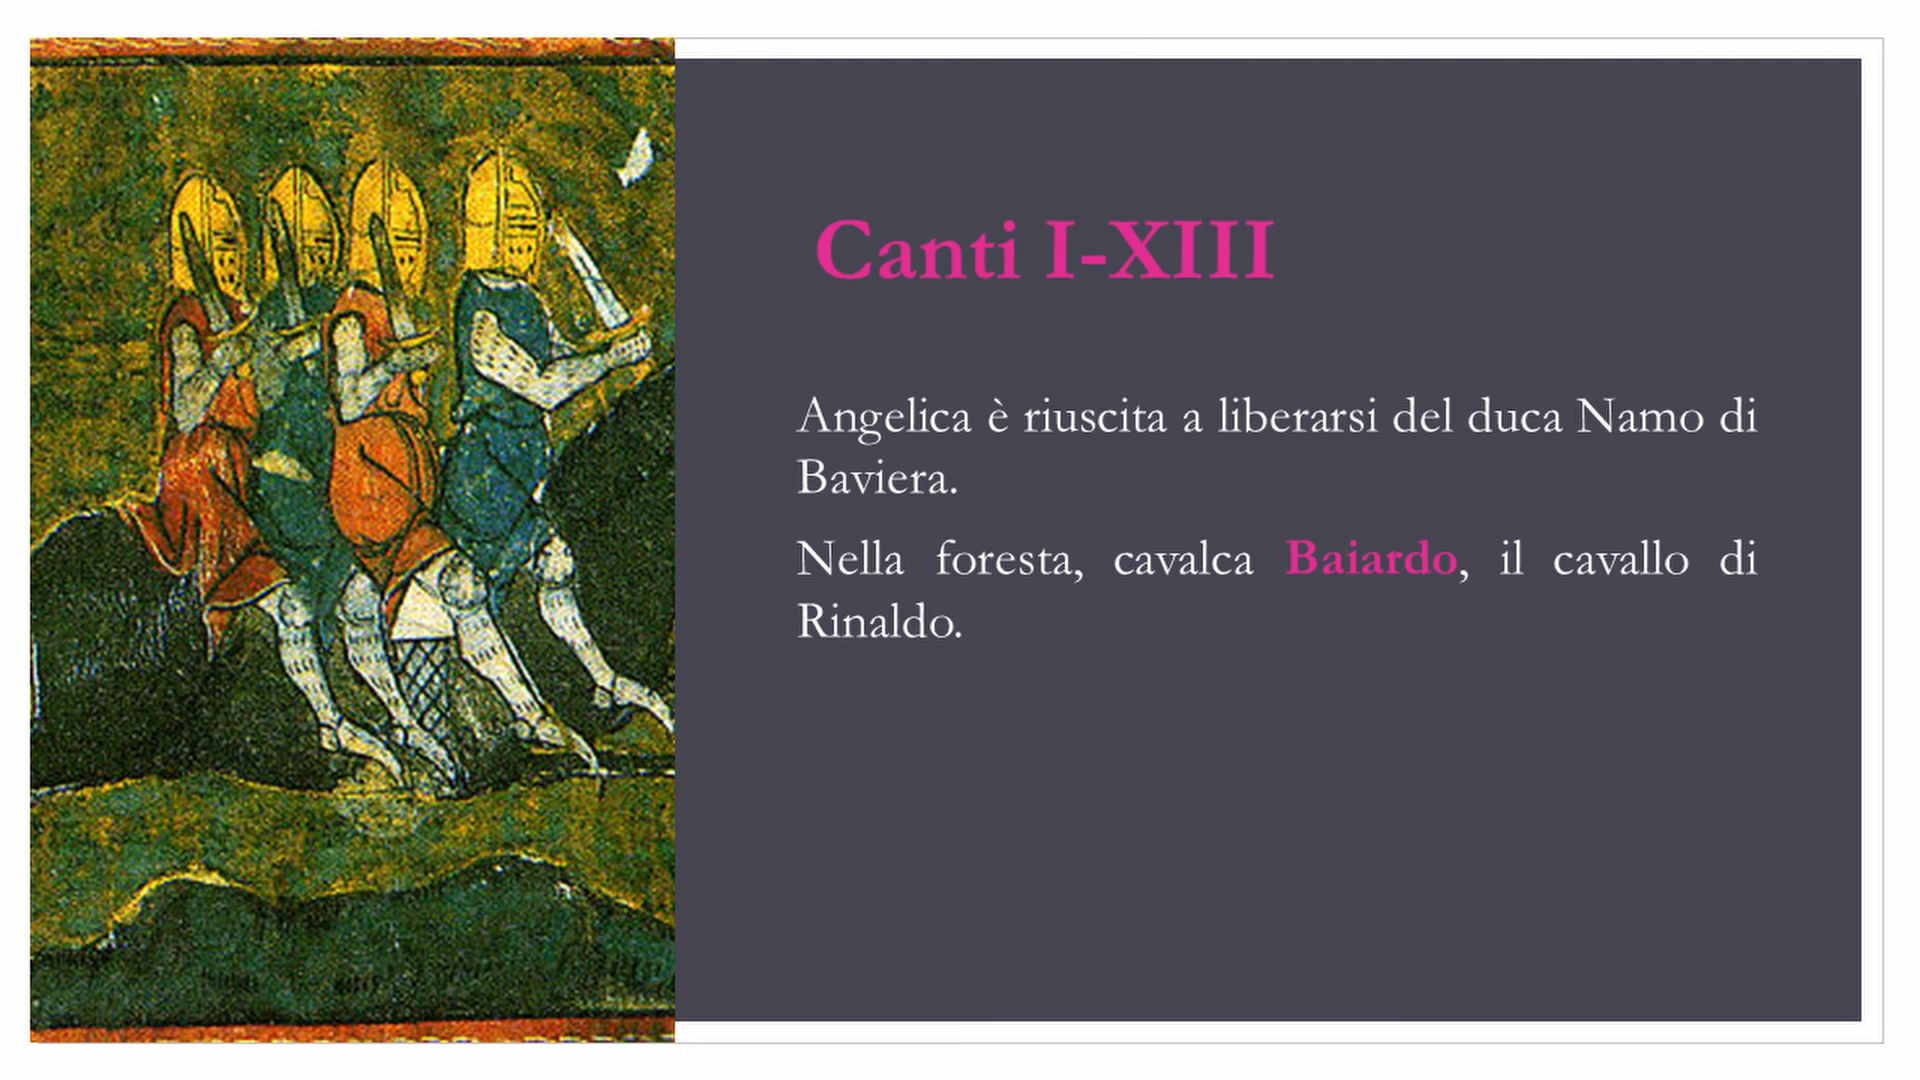 Canti I-XIII
Angelica è riuscita a liberarsi del duca Namo di
Baviera.
Nella foresta, cavalca Baiardo, il cavallo di
Rinaldo.